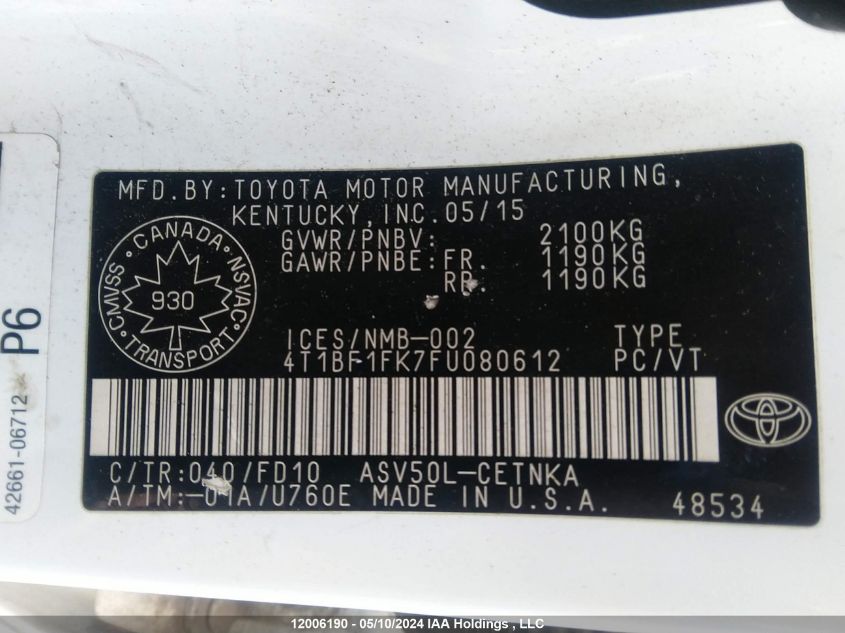 MFD.BY:TOYOTA MOTOR MANUFACTURING,
KENTUCKY,INC.05/15
GVWR/PNBV: 2100KG
GAWR/PNBE:FR. 1190KG
RR. 1190KG
CANADA
CMVSS NSVAC
930
TRANSPORT
ICES/NMB-002 TYPE
4T1BF1FK7FU080612 PC/VT
C/TR:040/FD10 ASV50L-CETNKA
A/TM:-01A/U760E MADE IN U.S.A.
48534
P6
42661-06712
12006190 - 05/10/2024 IAA Holdings , LLC